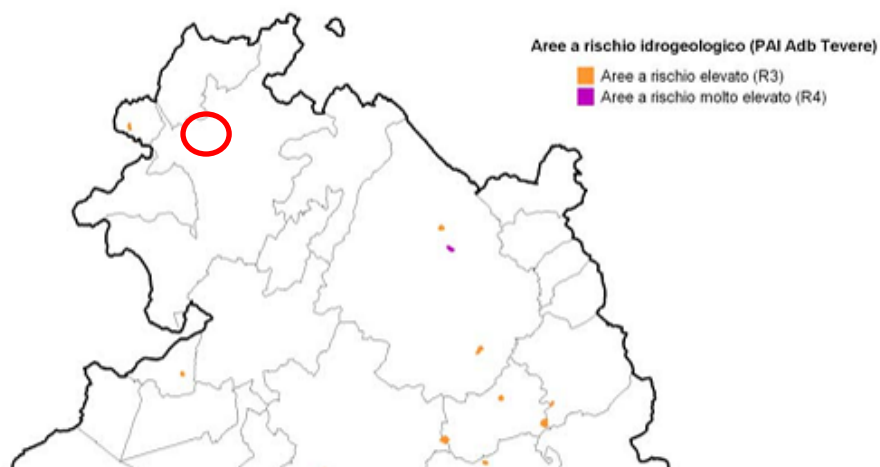 Aree a rischio idrogeologico (PAI Adb Tevere)
Aree a rischio elevato (R3)
Aree a rischio molto elevato (R4)